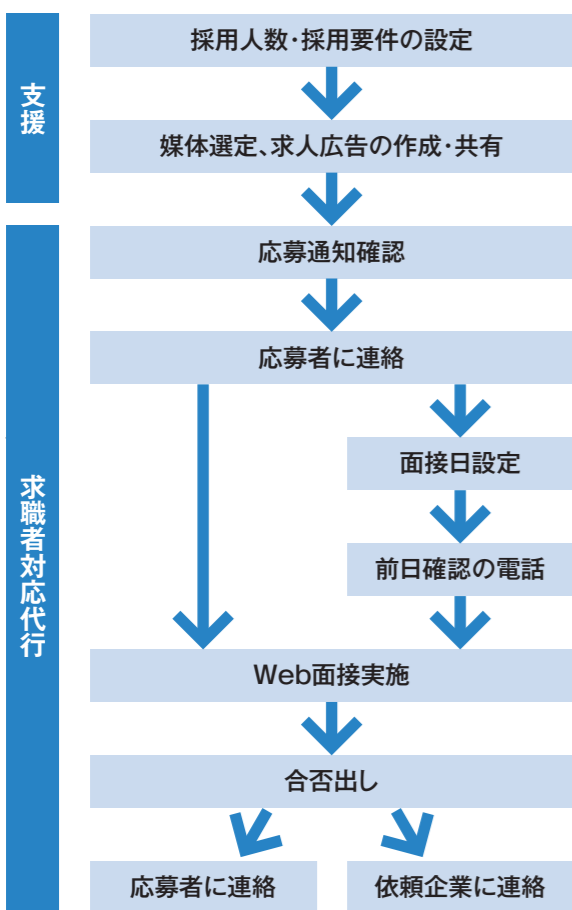 支援
採用人数・採用要件の設定
媒体選定、求人広告の作成・共有
求職者対応代行
応募通知確認
応募者に連絡
面接日設定
前日確認の電話
Web面接実施
合否出し
応募者に連絡
依頼企業に連絡